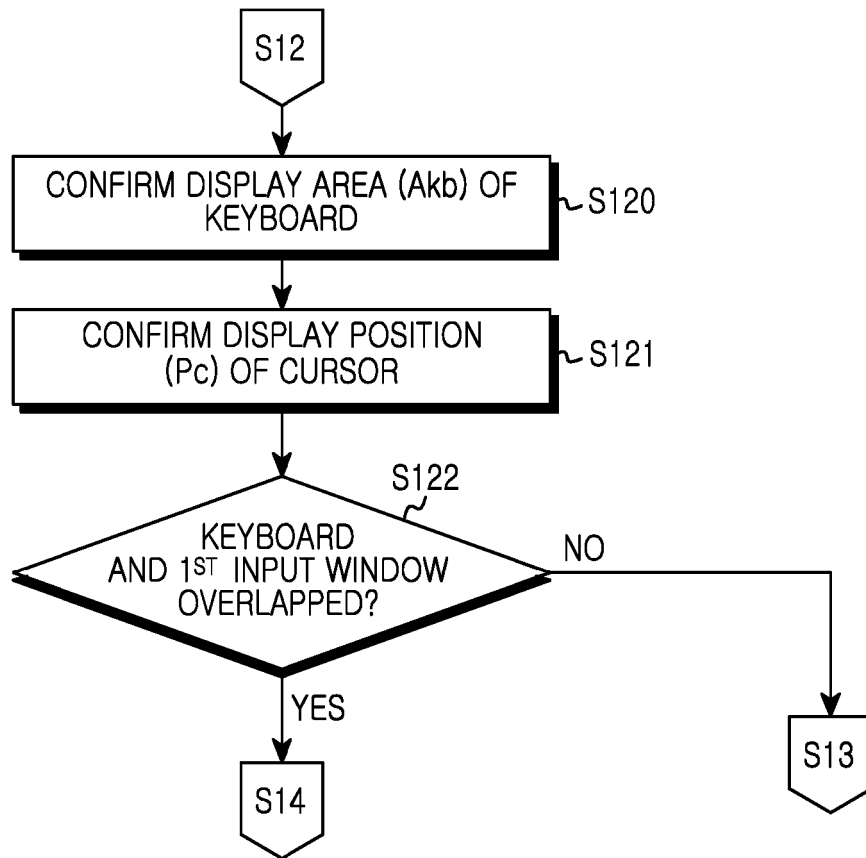 S12
CONFIRM DISPLAY AREA (Akb) OF
KEYBOARD
S120
CONFIRM DISPLAY POSITION
(Pc) OF CURSOR
S121
S122
KEYBOARD
AND 1ST INPUT WINDOW
OVERLAPPED?
NO
YES
S13
S14